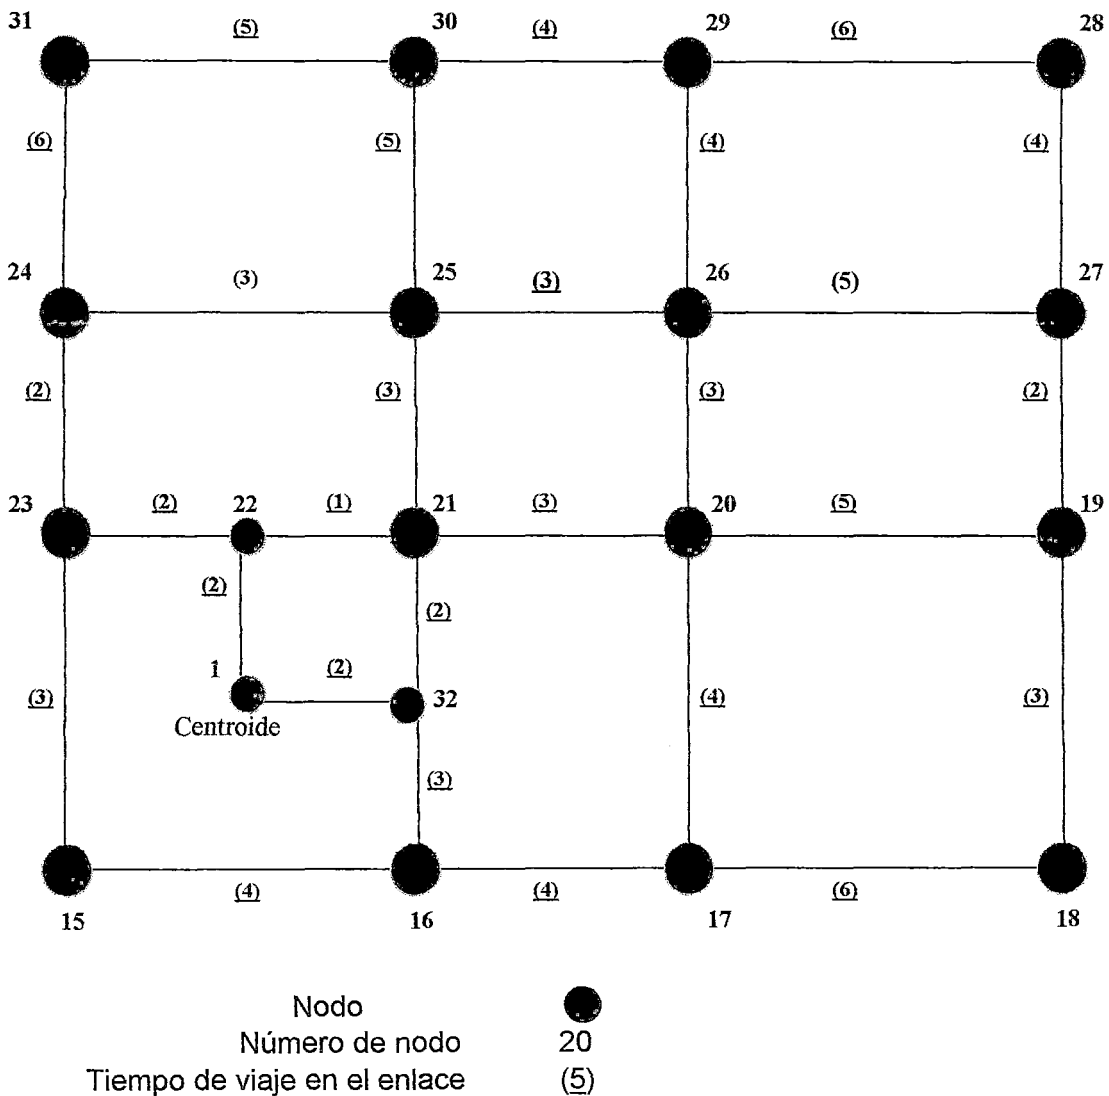 31 (5) 30 (4) 29 (6) 28
(6) (5) (4) (4)
24 (3) 25 (3) 26 (5) 27
(2) (3) (3) (2)
23 (2) 22 (1) 21 (3) 20 (5) 19
(2) (2)
1 (2) 32
(3) (4) (3)
Centroide
(3)
(4) (4) (6)
15 16 17 18
Nodo
Número de nodo 20
Tiempo de viaje en el enlace (5)